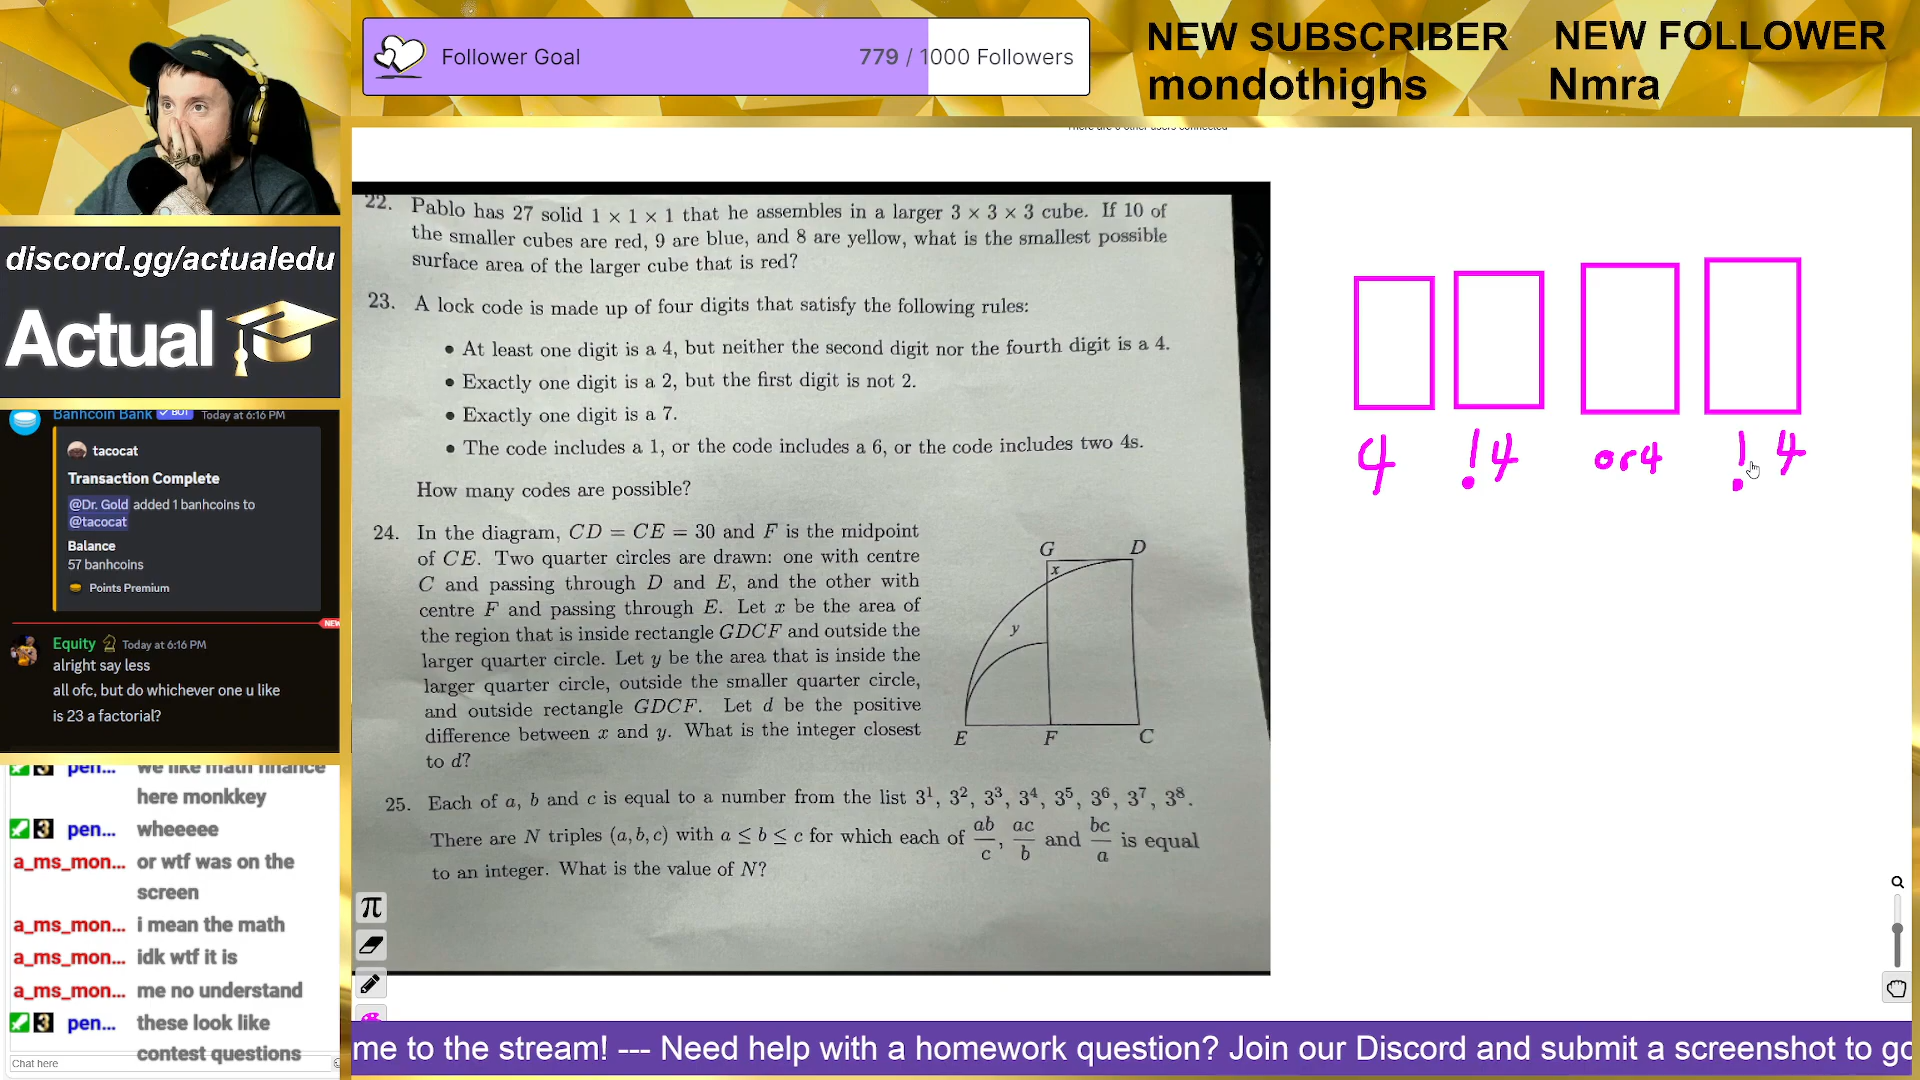 Follower Goal
779 / 1000 Followers
NEW SUBSCRIBER
mondothighs
NEW FOLLOWER
Nmra
discord.gg/actualedu
Actual
Banhcoin Bank ✓ BOT Today at 6:16 PM
tacocat
Transaction Complete
@Dr. Gold added 1 banhcoins to
@tacocat
Balance
57 banhcoins
Points Premium
NEW
Equity Today at 6:16 PM
alright say less
all ofc, but do whichever one u like
is 23 a factorial?
3 pen... we like math finance
here monkkey
3 pen... wheeeee
a_ms_mon... or wtf was on the
screen
a_ms_mon... i mean the math
a_ms_mon... idk wtf it is
a_ms_mon... me no understand
3 pen... these look like
contest questions
Chat here
22. Pablo has 27 solid 1 × 1 × 1 that he assembles in a larger 3 × 3 × 3 cube. If 10 of
the smaller cubes are red, 9 are blue, and 8 are yellow, what is the smallest possible
surface area of the larger cube that is red?
23. A lock code is made up of four digits that satisfy the following rules:
• At least one digit is a 4, but neither the second digit nor the fourth digit is a 4.
• Exactly one digit is a 2, but the first digit is not 2.
• Exactly one digit is a 7.
• The code includes a 1, or the code includes a 6, or the code includes two 4s.
How many codes are possible?
24. In the diagram, CD = CE = 30 and F is the midpoint
of CE. Two quarter circles are drawn: one with centre
C and passing through D and E, and the other with
centre F and passing through E. Let x be the area of
the region that is inside rectangle GDCF and outside the
larger quarter circle. Let y be the area that is inside the
larger quarter circle, outside the smaller quarter circle,
and outside rectangle GDCF. Let d be the positive
difference between x and y. What is the integer closest
to d?
G D
x
y
E F C
25. Each of a, b and c is equal to a number from the list 3¹, 3², 3³, 3⁴, 3⁵, 3⁶, 3⁷, 3⁸.
There are N triples (a, b, c) with a ≤ b ≤ c for which each of ab/c, ac/b and bc/a is equal
to an integer. What is the value of N?
4 !4 or4 !4
π
me to the stream! --- Need help with a homework question? Join our Discord and submit a screenshot to go